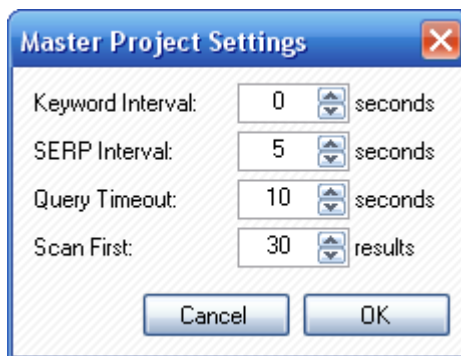 Master Project Settings
Keyword Interval: 0 seconds
SERP Interval: 5 seconds
Query Timeout: 10 seconds
Scan First: 30 results
Cancel OK